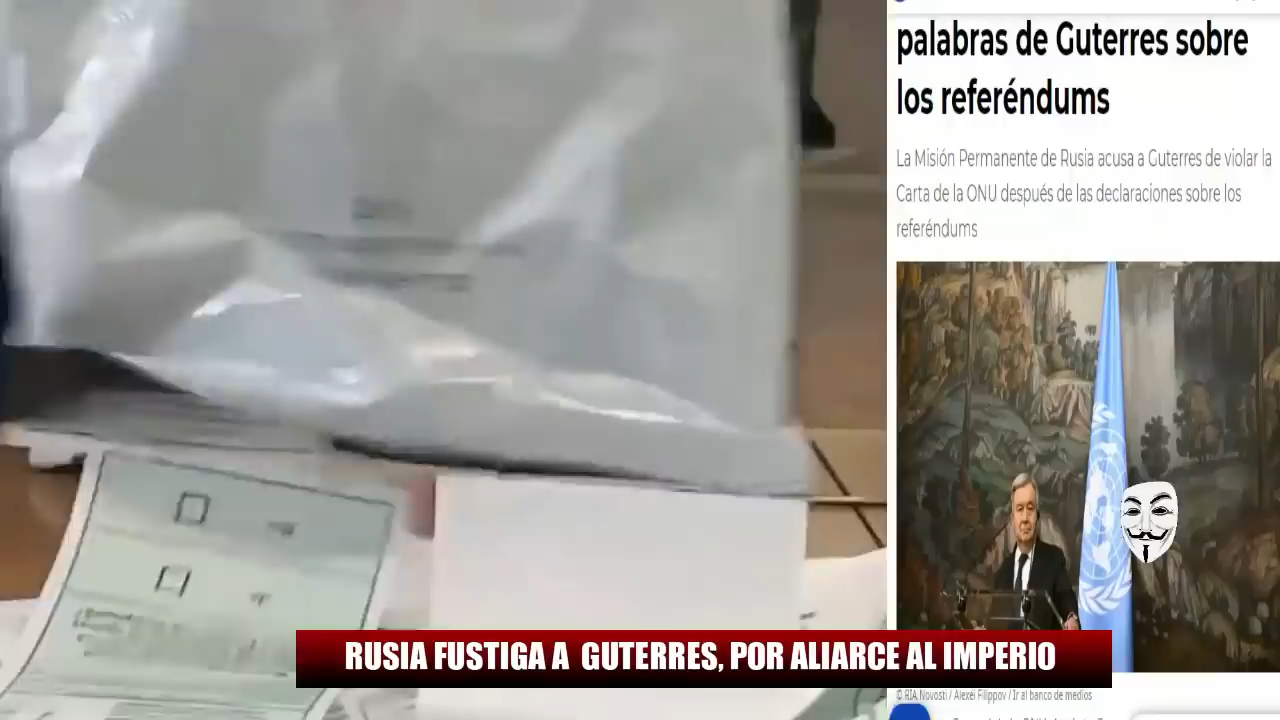 palabras de Guterres sobre
los referéndums
La Misión Permanente de Rusia acusa a Guterres de violar la
Carta de la ONU después de las declaraciones sobre los
referéndums
RUSIA FUSTIGA A GUTERRES, POR ALIARCE AL IMPERIO
© RIA Novosti / Alexéi Filippov / Ir al banco de medios